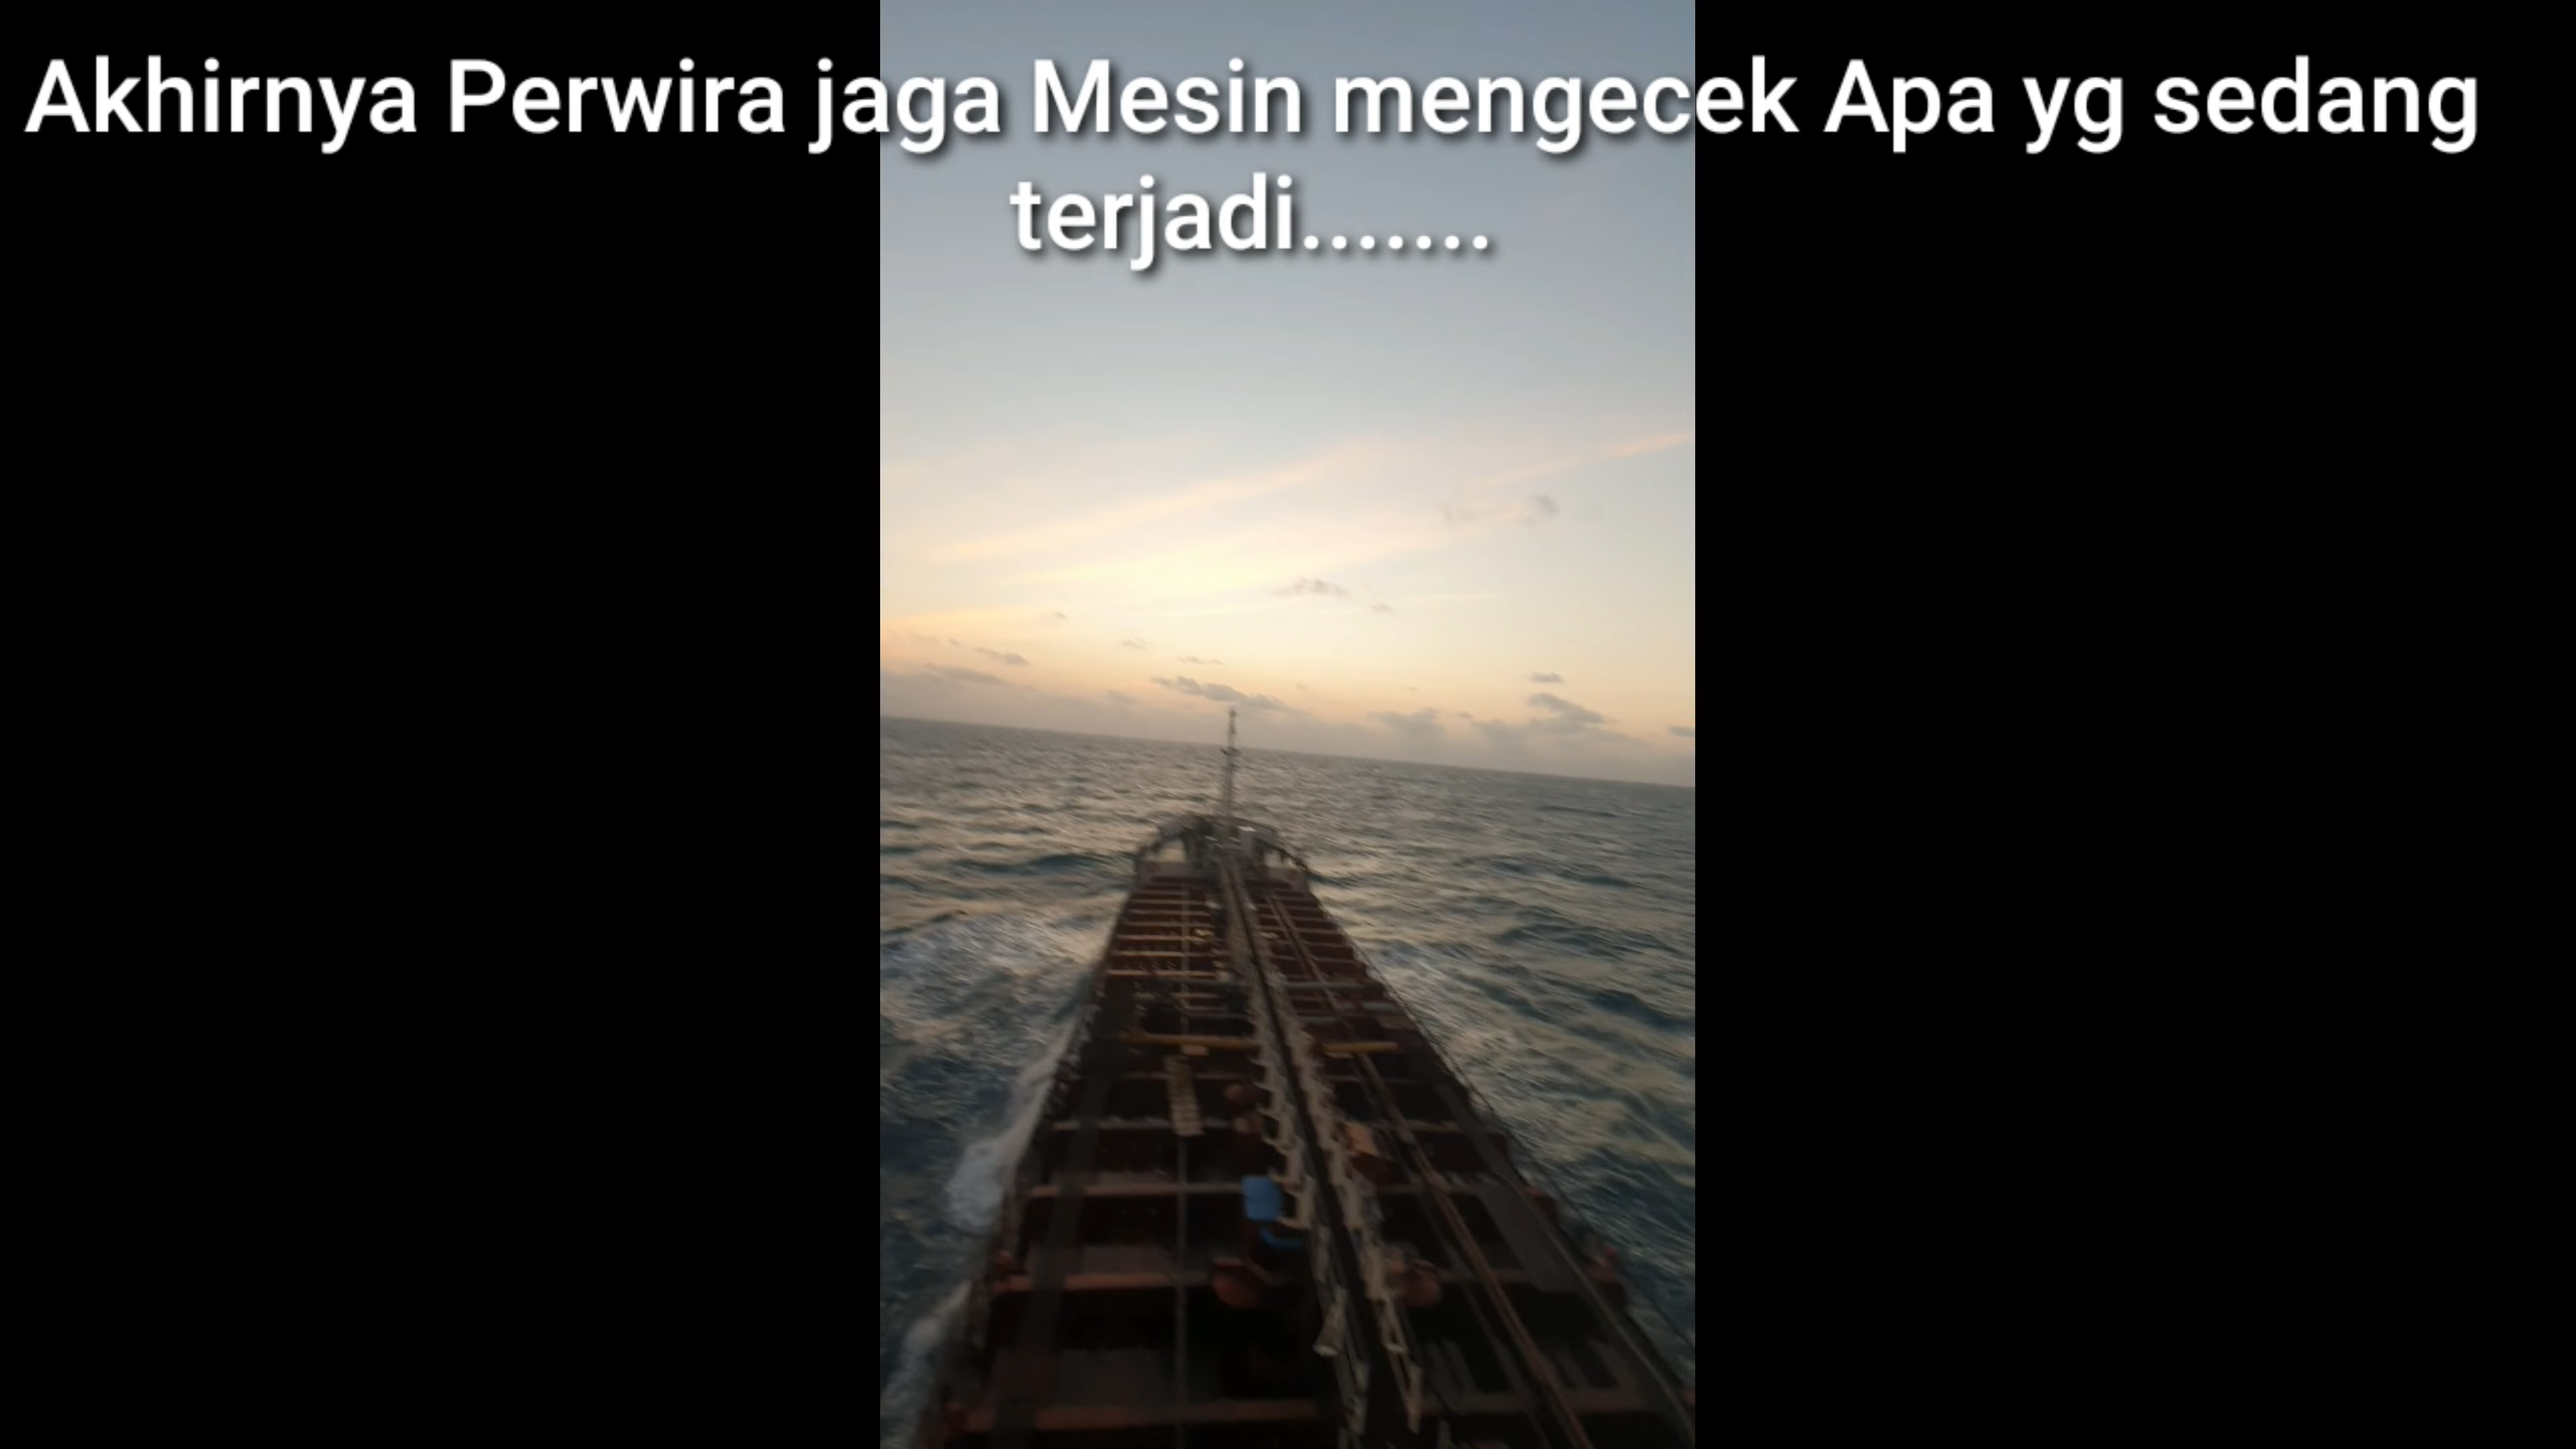 Akhirnya Perwira jaga Mesin mengecek Apa yg sedang
terjadi.......